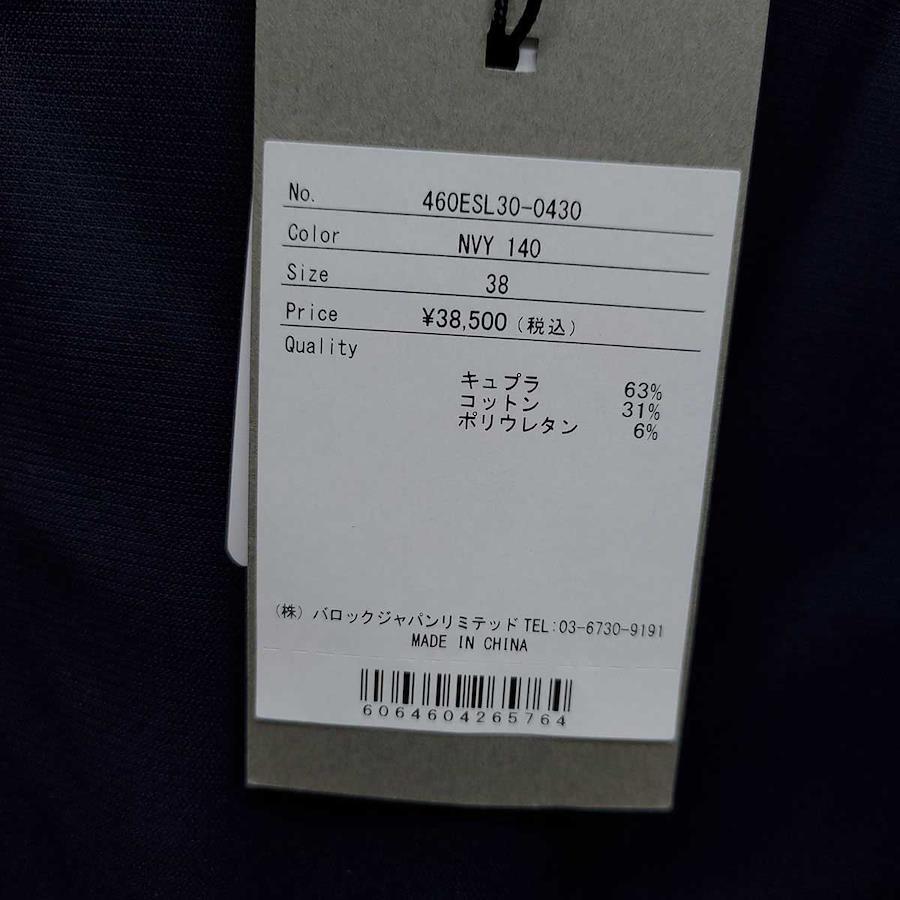 No. 460ESL30-0430
Color NVY 140
Size 38
Price ¥38,500(税込)
Quality
キュプラ 63%
コットン 31%
ポリウレタン 6%
(株) バロックジャパンリミテッド TEL:03-6730-9191
MADE IN CHINA
6064604265764